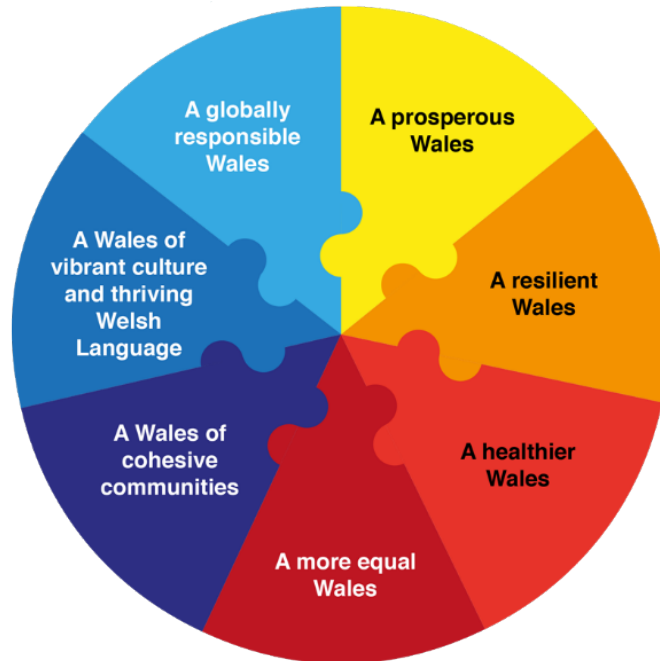 A prosperous
Wales
A resilient
Wales
A healthier
Wales
A more equal
Wales
A Wales of
cohesive
communities
A Wales of
vibrant culture
and thriving
Welsh
Language
A globally
responsible
Wales